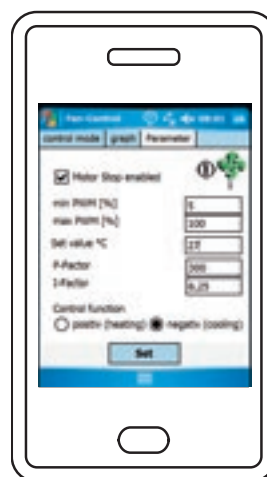 Fan-Control
control mode graph Parameter
Motor Stop enabled
min PWM [%] 5
max PWM [%] 100
Set value °C 27
P-Factor 300
I-Factor 6,25
Control function
positiv (heating) negativ (cooling)
Set